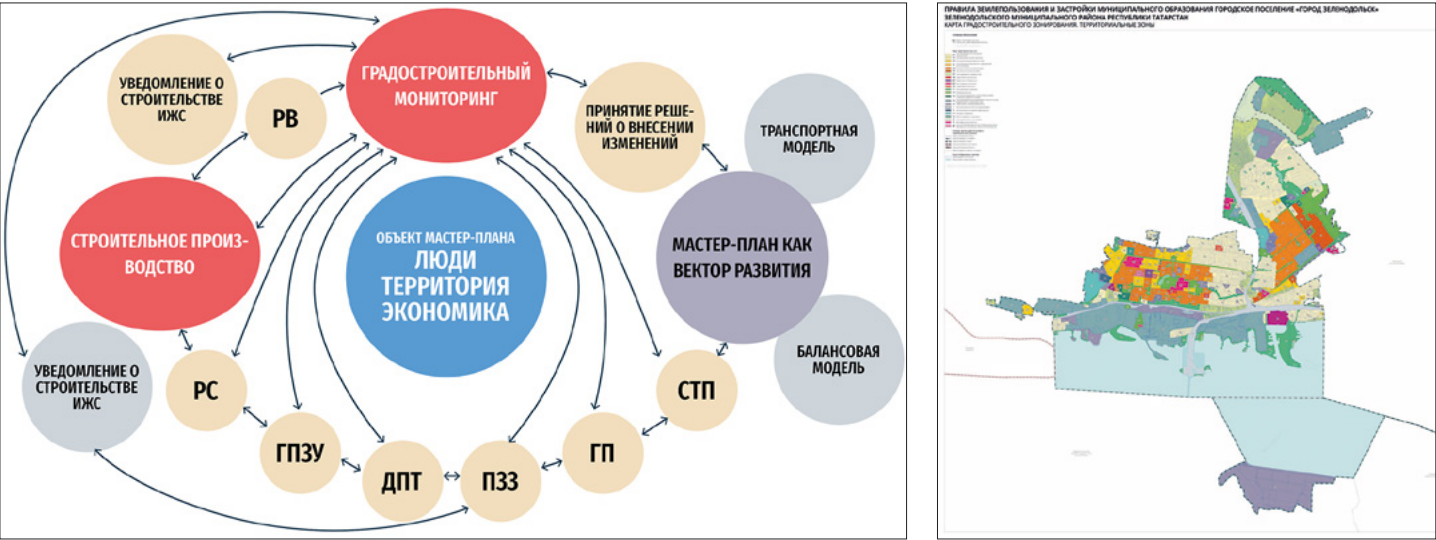 ГРАДОСТРОИТЕЛЬНЫЙ
МОНИТОРИНГ
УВЕДОМЛЕНИЕ О
СТРОИТЕЛЬСТВЕ
ИЖС
РВ
ПРИНЯТИЕ РЕШЕ-
НИЙ О ВНЕСЕНИИ
ИЗМЕНЕНИЙ
ТРАНСПОРТНАЯ
МОДЕЛЬ
СТРОИТЕЛЬНОЕ ПРОИЗ-
ВОДСТВО
ОБЪЕКТ МАСТЕР-ПЛАНА
ЛЮДИ
ТЕРРИТОРИЯ
ЭКОНОМИКА
МАСТЕР-ПЛАН КАК
ВЕКТОР РАЗВИТИЯ
БАЛАНСОВАЯ
МОДЕЛЬ
УВЕДОМЛЕНИЕ О
СТРОИТЕЛЬСТВЕ
ИЖС
РС
ГПЗУ
ДПТ
ПЗЗ
ГП
СТП
ПРАВИЛА ЗЕМЛЕПОЛЬЗОВАНИЯ И ЗАСТРОЙКИ МУНИЦИПАЛЬНОГО ОБРАЗОВАНИЯ ГОРОДСКОЕ ПОСЕЛЕНИЕ «ГОРОД ЗЕЛЕНОДОЛЬСК»
ЗЕЛЕНОДОЛЬСКОГО МУНИЦИПАЛЬНОГО РАЙОНА РЕСПУБЛИКИ ТАТАРСТАН
КАРТА ГРАДОСТРОИТЕЛЬНОГО ЗОНИРОВАНИЯ. ТЕРРИТОРИАЛЬНЫЕ ЗОНЫ